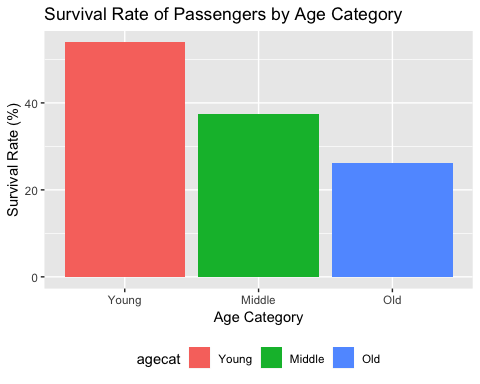 Survival Rate of Passengers by Age Category
Survival Rate (%)
40
20
0
Young Middle Old
Age Category
agecat Young Middle Old